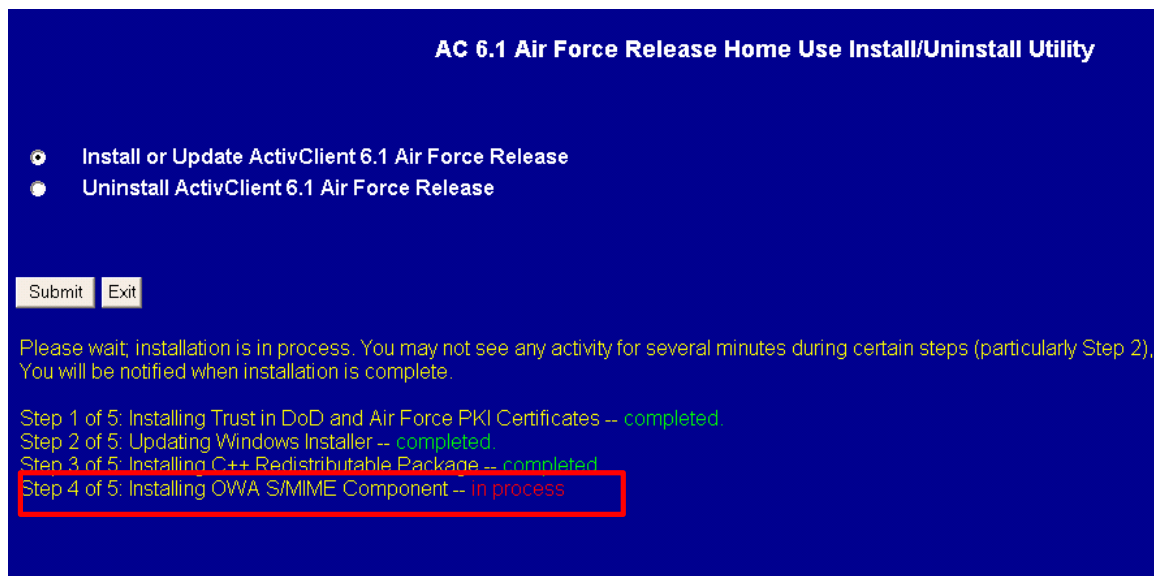 AC 6.1 Air Force Release Home Use Install/Uninstall Utility
Install or Update ActivClient 6.1 Air Force Release
Uninstall ActivClient 6.1 Air Force Release
Submit Exit
Please wait; installation is in process. You may not see any activity for several minutes during certain steps (particularly Step 2),
You will be notified when installation is complete.
Step 1 of 5: Installing Trust in DoD and Air Force PKI Certificates -- completed.
Step 2 of 5: Updating Windows Installer -- completed.
Step 3 of 5: Installing C++ Redistributable Package -- completed
Step 4 of 5: Installing OWA S/MIME Component -- in process